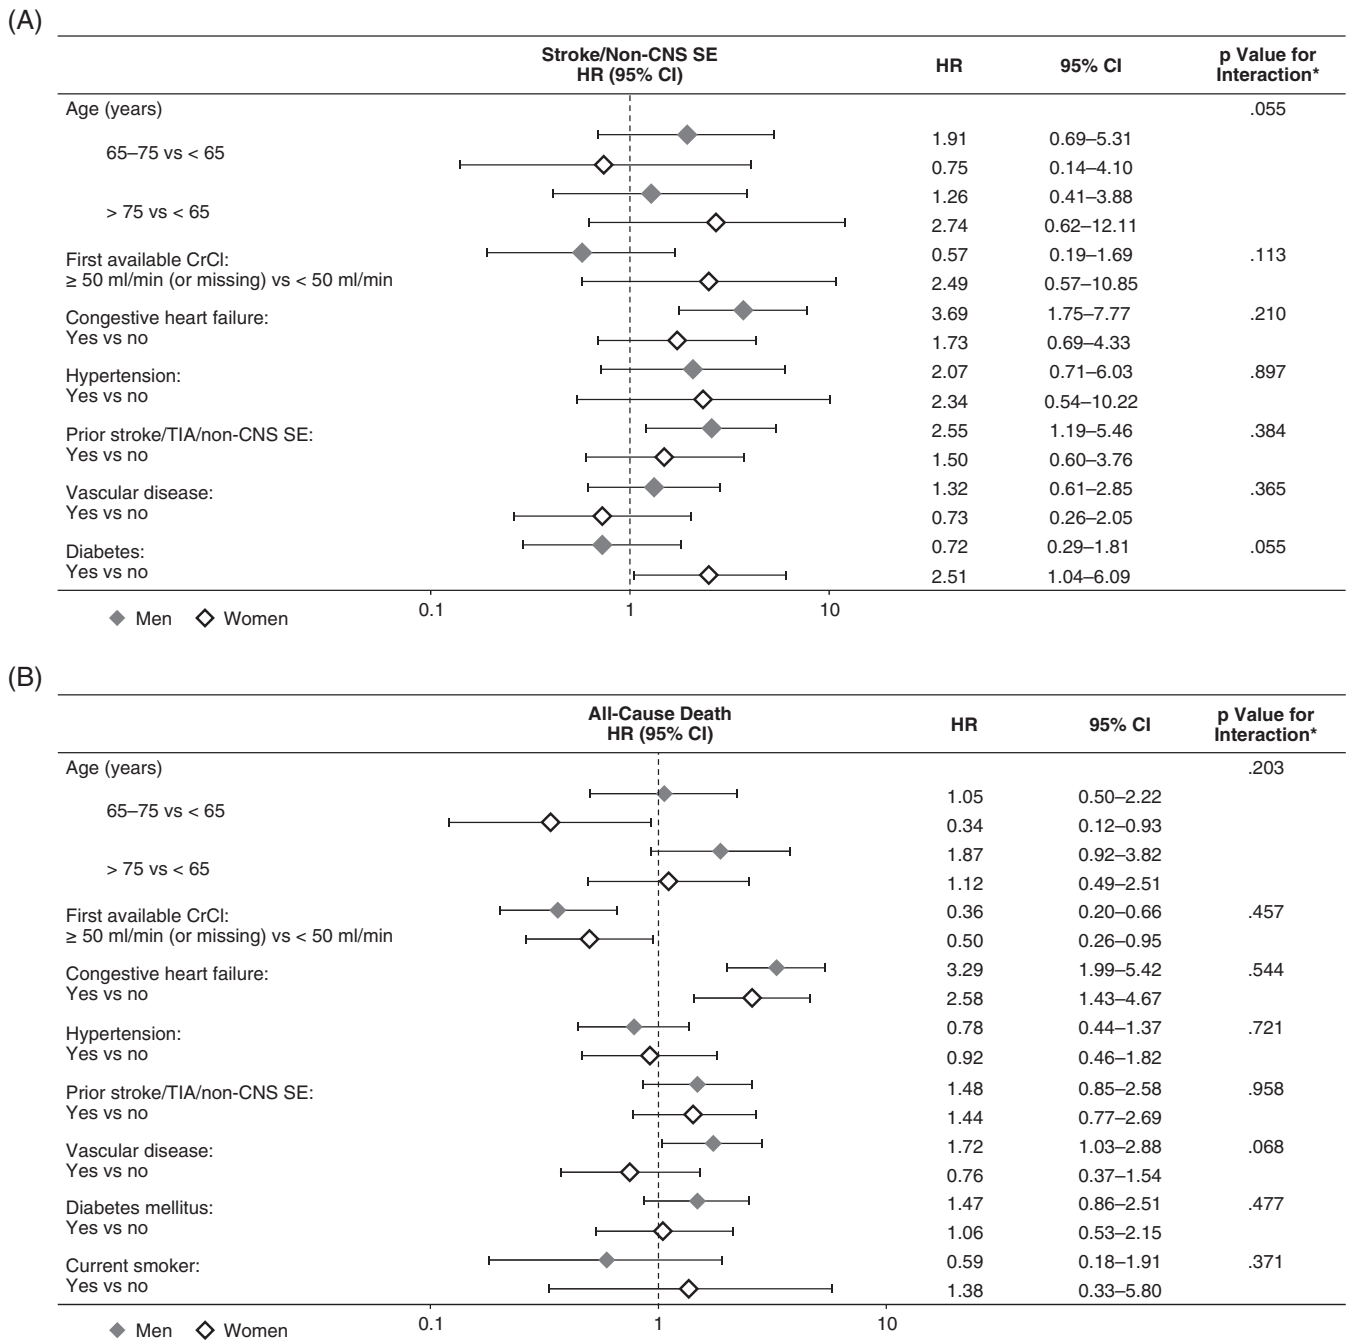 (A)
Stroke/Non-CNS SE
HR (95% CI)
HR
95% CI
p Value for
Interaction*
Age (years)
.055
65–75 vs < 65
1.91 0.69–5.31
0.75 0.14–4.10
> 75 vs < 65
1.26 0.41–3.88
2.74 0.62–12.11
First available CrCl:
≥ 50 ml/min (or missing) vs < 50 ml/min
0.57 0.19–1.69 .113
2.49 0.57–10.85
Congestive heart failure:
Yes vs no
3.69 1.75–7.77 .210
1.73 0.69–4.33
Hypertension:
Yes vs no
2.07 0.71–6.03 .897
2.34 0.54–10.22
Prior stroke/TIA/non-CNS SE:
Yes vs no
2.55 1.19–5.46 .384
1.50 0.60–3.76
Vascular disease:
Yes vs no
1.32 0.61–2.85 .365
0.73 0.26–2.05
Diabetes:
Yes vs no
0.72 0.29–1.81 .055
2.51 1.04–6.09
0.1 1 10
Men Women
(B)
All-Cause Death
HR (95% CI)
HR
95% CI
p Value for
Interaction*
Age (years)
.203
65–75 vs < 65
1.05 0.50–2.22
0.34 0.12–0.93
> 75 vs < 65
1.87 0.92–3.82
1.12 0.49–2.51
First available CrCl:
≥ 50 ml/min (or missing) vs < 50 ml/min
0.36 0.20–0.66 .457
0.50 0.26–0.95
Congestive heart failure:
Yes vs no
3.29 1.99–5.42 .544
2.58 1.43–4.67
Hypertension:
Yes vs no
0.78 0.44–1.37 .721
0.92 0.46–1.82
Prior stroke/TIA/non-CNS SE:
Yes vs no
1.48 0.85–2.58 .958
1.44 0.77–2.69
Vascular disease:
Yes vs no
1.72 1.03–2.88 .068
0.76 0.37–1.54
Diabetes mellitus:
Yes vs no
1.47 0.86–2.51 .477
1.06 0.53–2.15
Current smoker:
Yes vs no
0.59 0.18–1.91 .371
1.38 0.33–5.80
0.1 1 10
Men Women